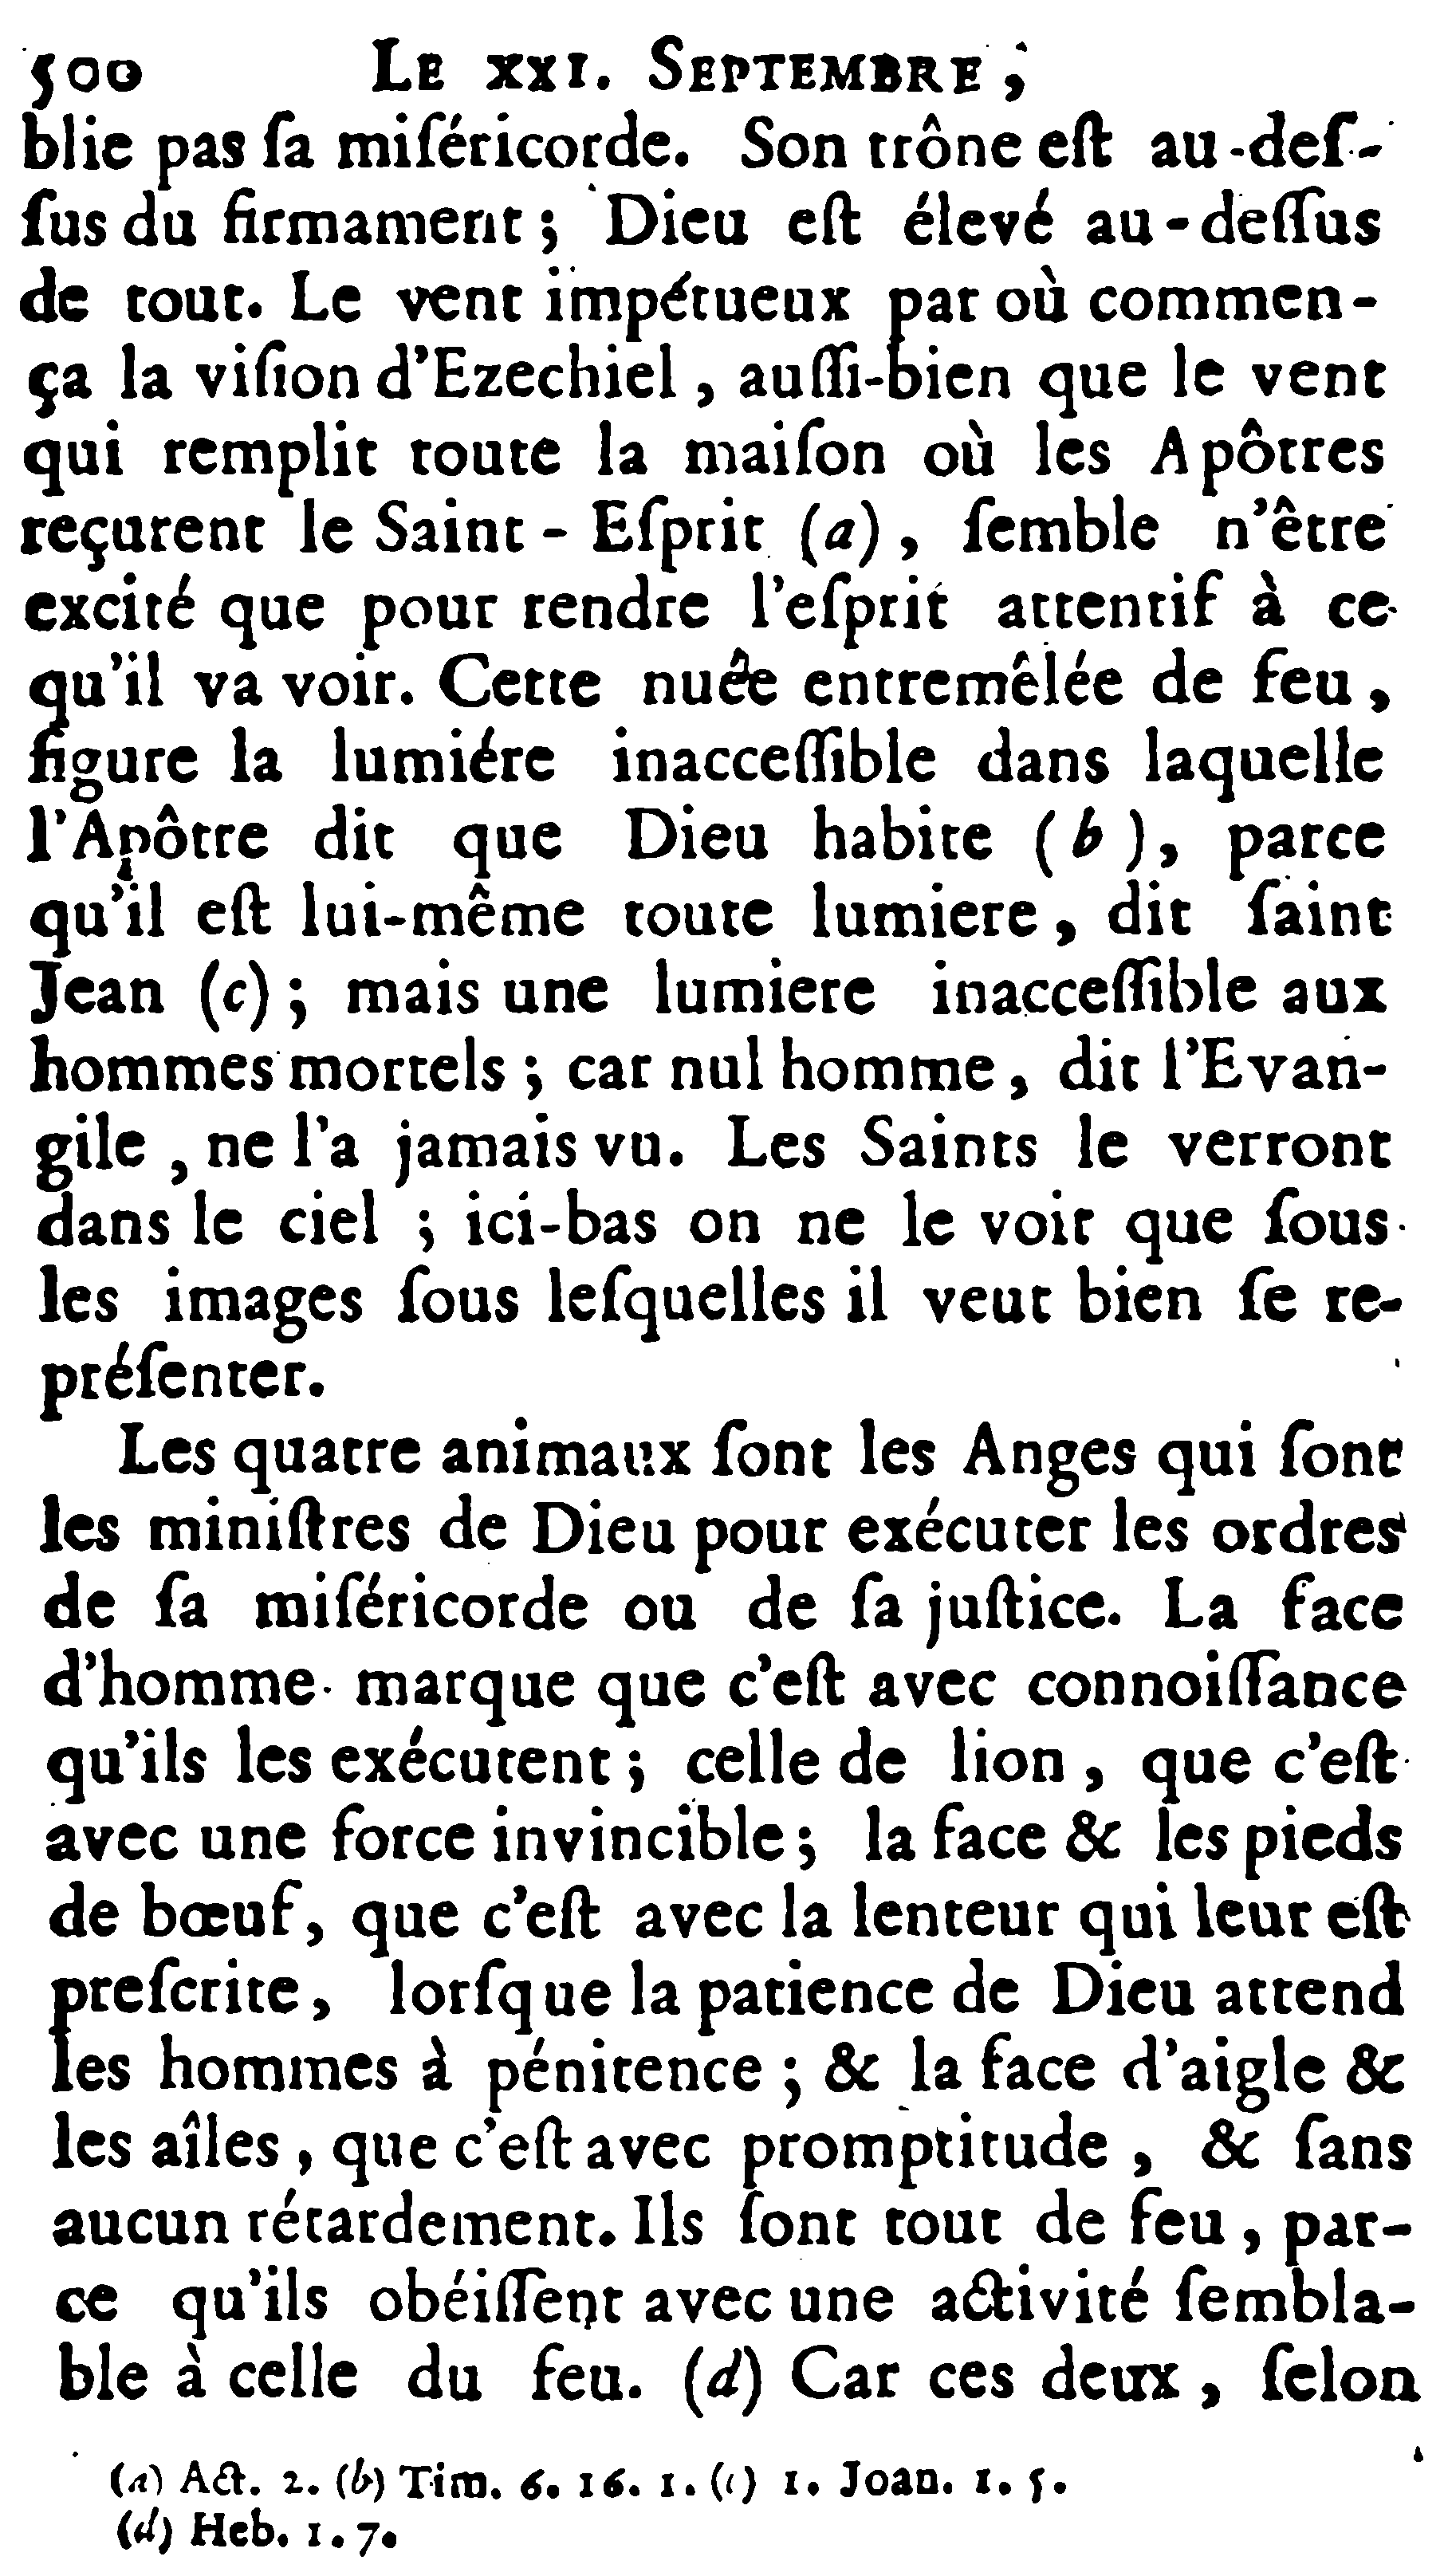 500 LE XXI. SEPTEMBRE,
blie pas ſa miſéricorde. Son trône eſt au-deſ-
ſus du firmament ; Dieu eſt élevé au-deſſus
de tout. Le vent impétueux par où commen-
ça la viſion d'Ezechiel, auſſi-bien que le vent
qui remplit toute la maiſon où les Apôtres
reçurent le Saint-Eſprit (a), ſemble n'être
excité que pour rendre l'eſprit attentif à ce
qu'il va voir. Cette nuée entremêlée de feu,
figure la lumiére inacceſſible dans laquelle
l'Apôtre dit que Dieu habite (b), parce
qu'il eſt lui-même toute lumiere, dit ſaint
Jean (c) ; mais une lumiere inacceſſible aux
hommes mortels ; car nul homme, dit l'Evan-
gile, ne l'a jamais vu. Les Saints le verront
dans le ciel ; ici-bas on ne le voit que ſous
les images ſous leſquelles il veut bien ſe re-
préſenter.
Les quatre animaux ſont les Anges qui ſont
les miniſtres de Dieu pour exécuter les ordres
de ſa miſéricorde ou de ſa juſtice. La face
d'homme marque que c'eſt avec connoiſſance
qu'ils les exécutent ; celle de lion, que c'eſt
avec une force invincible ; la face & les pieds
de bœuf, que c'eſt avec la lenteur qui leur eſt
preſcrite, lorſque la patience de Dieu attend
les hommes à pénitence ; & la face d'aigle &
les aîles, que c'eſt avec promptitude, & ſans
aucun rétardement. Ils ſont tout de feu, par-
ce qu'ils obéiſſent avec une activité ſembla-
ble à celle du feu. (d) Car ces deux, ſelon
(a) Act. 2. (b) Tim. 6. 16. 1. (c) 1. Joan. 1. 5.
(d) Heb. 1. 7.